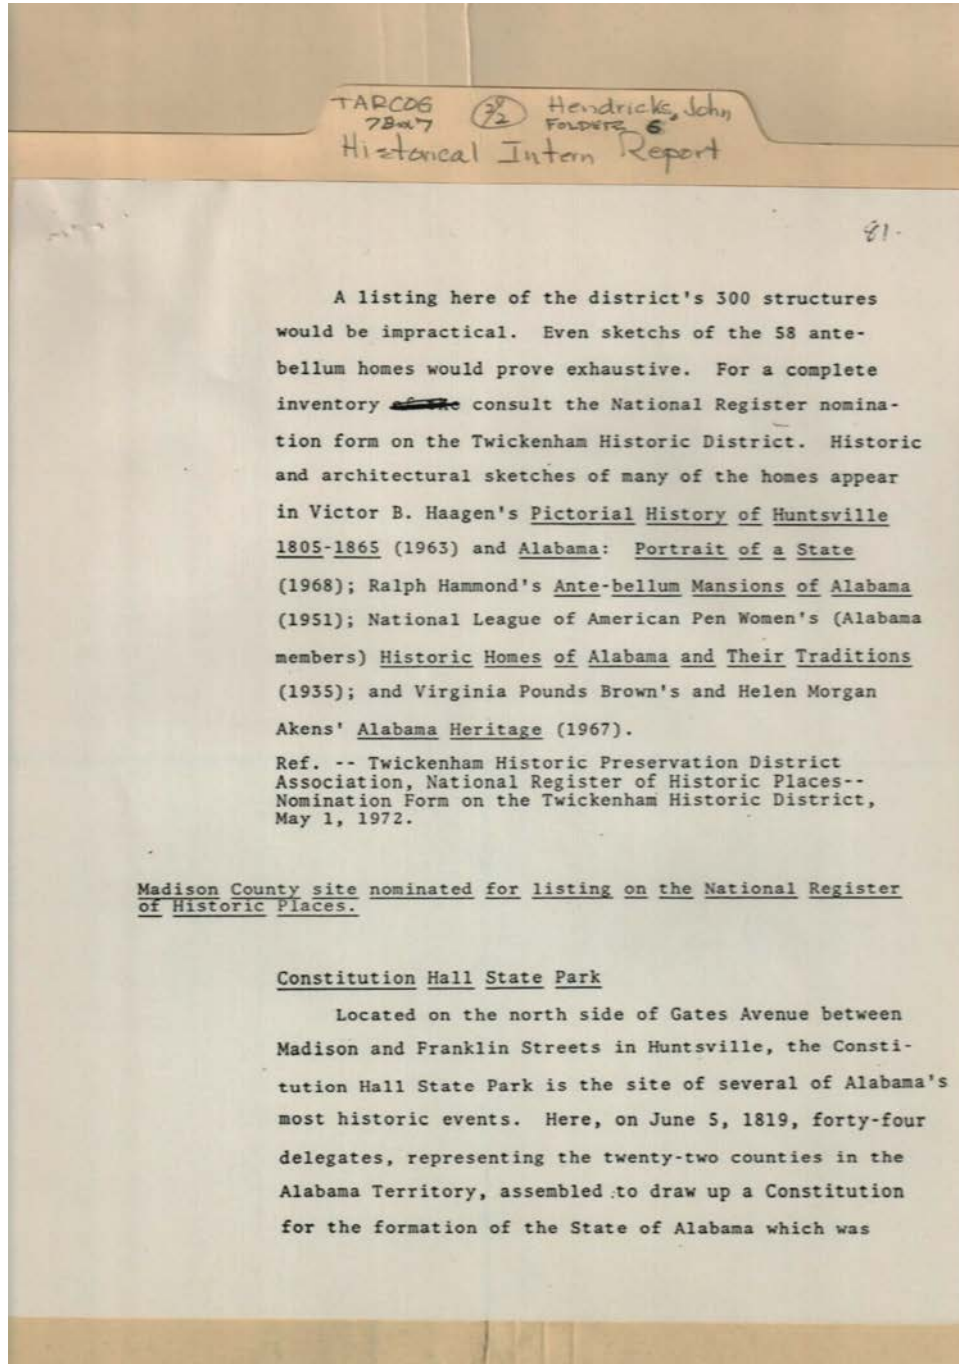 TARCOG 29/2 Hendricks, John
FOLDER 6
Historical Intern Report
81.
A listing here of the district's 300 structures
would be impractical. Even sketchs of the 58 ante-
bellum homes would prove exhaustive. For a complete
inventory of the consult the National Register nomina-
tion form on the Twickenham Historic District. Historic
and architectural sketches of many of the homes appear
in Victor B. Haagen's Pictorial History of Huntsville
1805-1865 (1963) and Alabama: Portrait of a State
(1968); Ralph Hammond's Ante-bellum Mansions of Alabama
(1951); National League of American Pen Women's (Alabama
members) Historic Homes of Alabama and Their Traditions
(1935); and Virginia Pounds Brown's and Helen Morgan
Akens' Alabama Heritage (1967).
Ref. -- Twickenham Historic Preservation District
Association, National Register of Historic Places--
Nomination Form on the Twickenham Historic District,
May 1, 1972.
Madison County site nominated for listing on the National Register
of Historic Places.
Constitution Hall State Park
Located on the north side of Gates Avenue between
Madison and Franklin Streets in Huntsville, the Consti-
tution Hall State Park is the site of several of Alabama's
most historic events. Here, on June 5, 1819, forty-four
delegates, representing the twenty-two counties in the
Alabama Territory, assembled to draw up a Constitution
for the formation of the State of Alabama which was